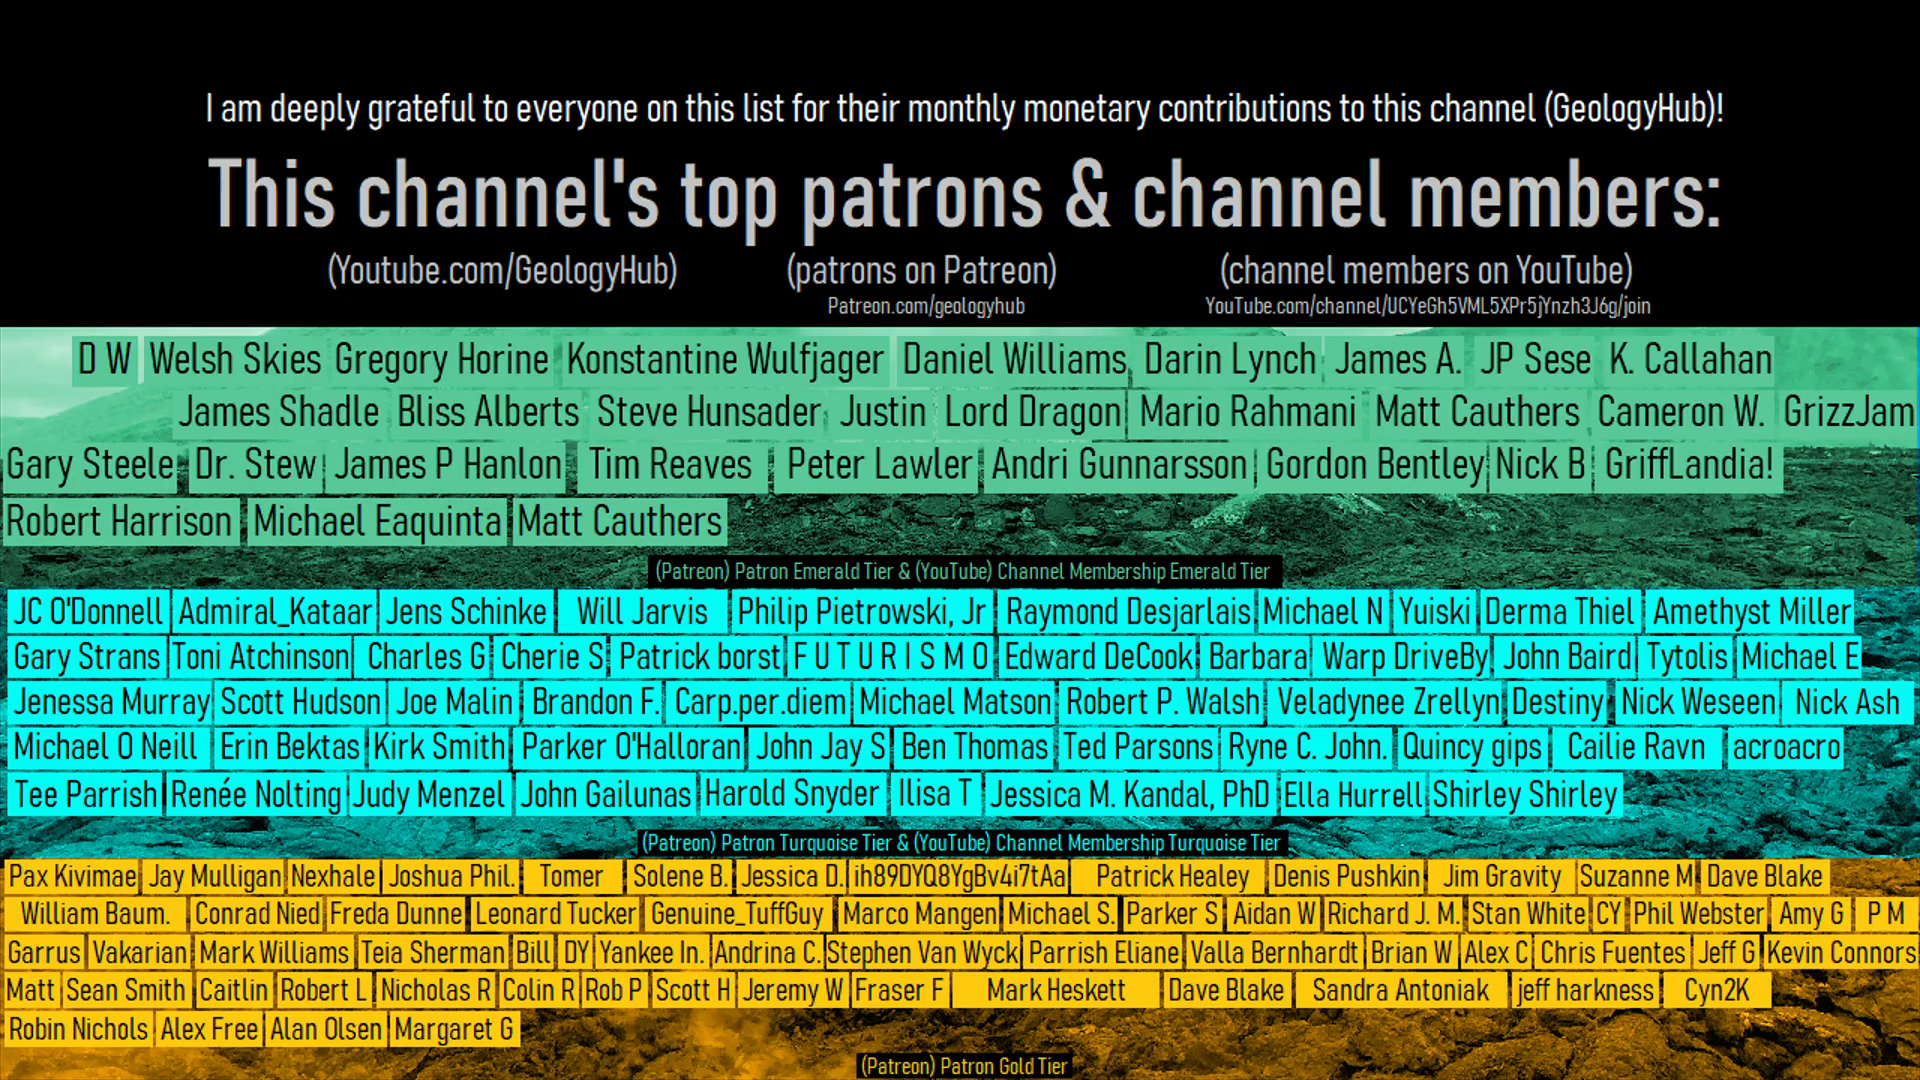 I am deeply grateful to everyone on this list for their monthly monetary contributions to this channel (GeologyHub)!
This channel's top patrons & channel members:
(Youtube.com/GeologyHub) (patrons on Patreon) (channel members on YouTube)
Patreon.com/geologyhub YouTube.com/channel/UCYeGh5VML5XPr5jYnzh3J6g/join
D W Welsh Skies Gregory Horine Konstantine Wulfjager Daniel Williams Darin Lynch James A. JP Sese K. Callahan
James Shadle Bliss Alberts Steve Hunsader Justin Lord Dragon Mario Rahmani Matt Cauthers Cameron W. GrizzJam
Gary Steele Dr. Stew James P Hanlon Tim Reaves Peter Lawler Andri Gunnarsson Gordon Bentley Nick B GriffLandia!
Robert Harrison Michael Eaquinta Matt Cauthers
(Patreon) Patron Emerald Tier & (YouTube) Channel Membership Emerald Tier
JC O'Donnell Admiral_Kataar Jens Schinke Will Jarvis Philip Pietrowski, Jr Raymond Desjarlais Michael N Yuiski Derma Thiel Amethyst Miller
Gary Strans Toni Atchinson Charles G Cherie S Patrick borst F U T U R I S M O Edward DeCook Barbara Warp DriveBy John Baird Tytolis Michael E
Jenessa Murray Scott Hudson Joe Malin Brandon F. Carp.per.diem Michael Matson Robert P. Walsh Veladynee Zrellyn Destiny Nick Weseen Nick Ash
Michael O Neill Erin Bektas Kirk Smith Parker O'Halloran John Jay S Ben Thomas Ted Parsons Ryne C. John. Quincy gips Cailie Ravn acroacro
Tee Parrish Renée Nolting Judy Menzel John Gailunas Harold Snyder Ilisa T Jessica M. Kandal, PhD Ella Hurrell Shirley Shirley
(Patreon) Patron Turquoise Tier & (YouTube) Channel Membership Turquoise Tier
Pax Kivimae Jay Mulligan Nexhale Joshua Phil. Tomer Solene B. Jessica D. ih89DYQ8YgBv4i7tAa Patrick Healey Denis Pushkin Jim Gravity Suzanne M Dave Blake
William Baum. Conrad Nied Freda Dunne Leonard Tucker Genuine_TuffGuy Marco Mangen Michael S. Parker S Aidan W Richard J. M. Stan White CY Phil Webster Amy G P M
Garrus Vakarian Mark Williams Teia Sherman Bill DY Yankee In. Andrina C. Stephen Van Wyck Parrish Eliane Valla Bernhardt Brian W Alex C Chris Fuentes Jeff G Kevin Connors
Matt Sean Smith Caitlin Robert L Nicholas R Colin R Rob P Scott H Jeremy W Fraser F Mark Heskett Dave Blake Sandra Antoniak jeff harkness Cyn2K
Robin Nichols Alex Free Alan Olsen Margaret G
(Patreon) Patron Gold Tier